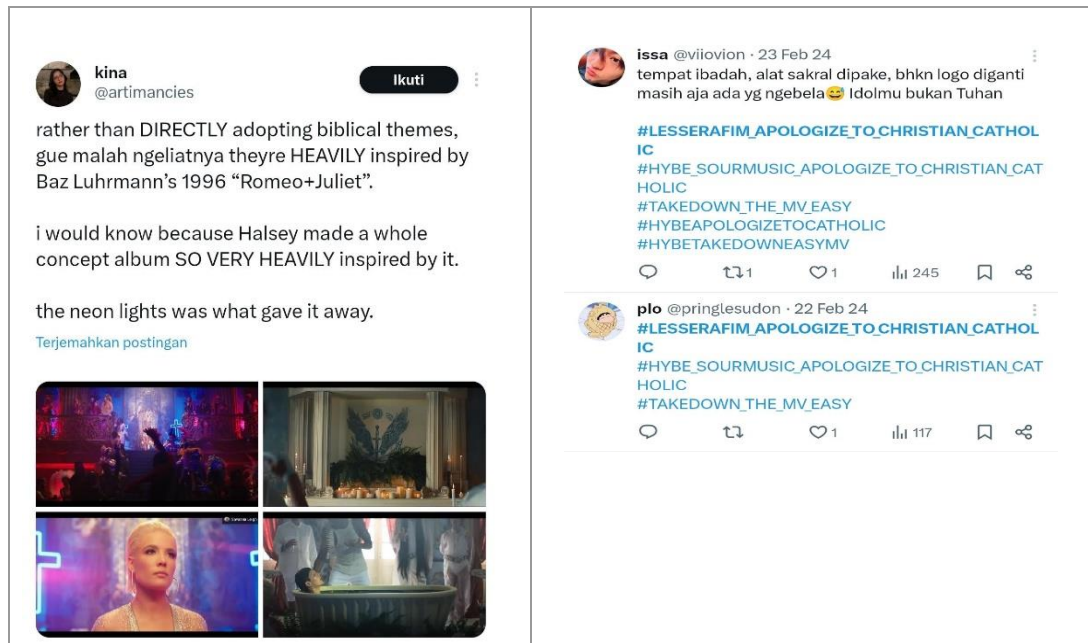 kina
@artimancies
Ikuti
rather than DIRECTLY adopting biblical themes,
gue malah ngeliatnya theyre HEAVILY inspired by
Baz Luhrmann's 1996 “Romeo+Juliet”.
i would know because Halsey made a whole
concept album SO VERY HEAVILY inspired by it.
the neon lights was what gave it away.
Terjemahkan postingan
issa @viiovion · 23 Feb 24
tempat ibadah, alat sakral dipake, bhkn logo diganti
masih aja ada yg ngebela😅 Idolmu bukan Tuhan
#LESSERAFIM_APOLOGIZE_TO_CHRISTIAN_CATHOL
IC
#HYBE_SOURMUSIC_APOLOGIZE_TO_CHRISTIAN_CAT
HOLIC
#TAKEDOWN_THE_MV_EASY
#HYBEAPOLOGIZETOCATHOLIC
#HYBETAKEDOWNEASYMV
1 1 245
plo @pringlesudon · 22 Feb 24
#LESSERAFIM_APOLOGIZE_TO_CHRISTIAN_CATHOL
IC
#HYBE_SOURMUSIC_APOLOGIZE_TO_CHRISTIAN_CAT
HOLIC
#TAKEDOWN_THE_MV_EASY
1 117